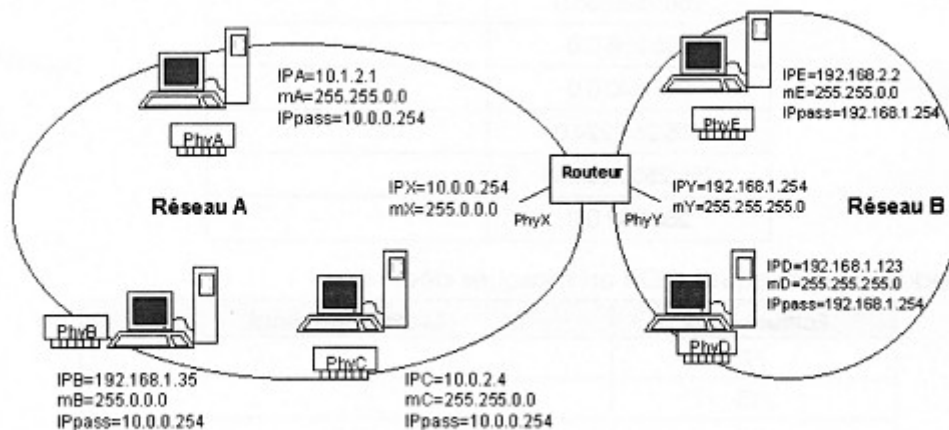 IPA=10.1.2.1
mA=255.255.0.0
IPpass=10.0.0.254
PhyA
IPE=192.168.2.2
mE=255.255.0.0
IPpass=192.168.1.254
PhyE
Routeur
IPX=10.0.0.254
mX=255.0.0.0
PhyX
IPY=192.168.1.254
mY=255.255.255.0
PhyY
Réseau A
Réseau B
IPD=192.168.1.123
mD=255.255.255.0
IPpass=192.168.1.254
PhyD
PhyB
IPB=192.168.1.35
mB=255.0.0.0
IPpass=10.0.0.254
PhyC
IPC=10.0.2.4
mC=255.255.0.0
IPpass=10.0.0.254